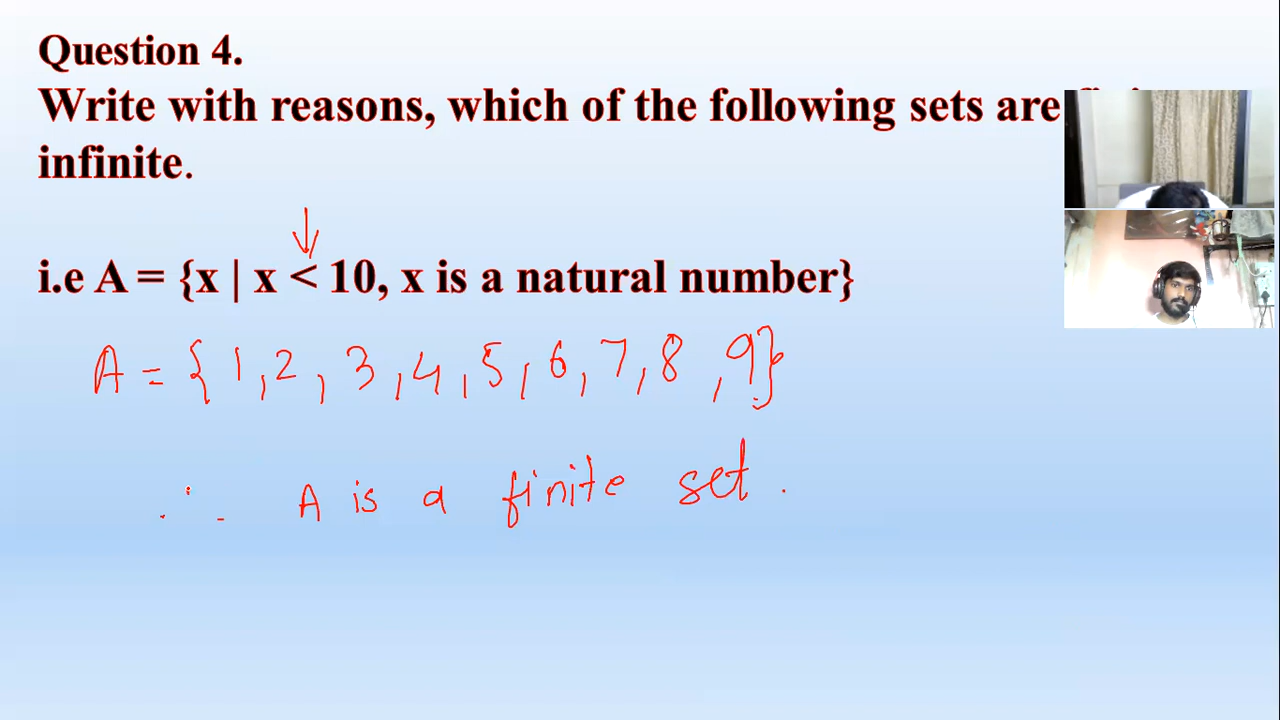 Question 4.
Write with reasons, which of the following sets are
infinite.
i.e A = {x | x < 10, x is a natural number}
A = { 1, 2, 3, 4, 5, 6, 7, 8, 9}
∴ A is a finite set.